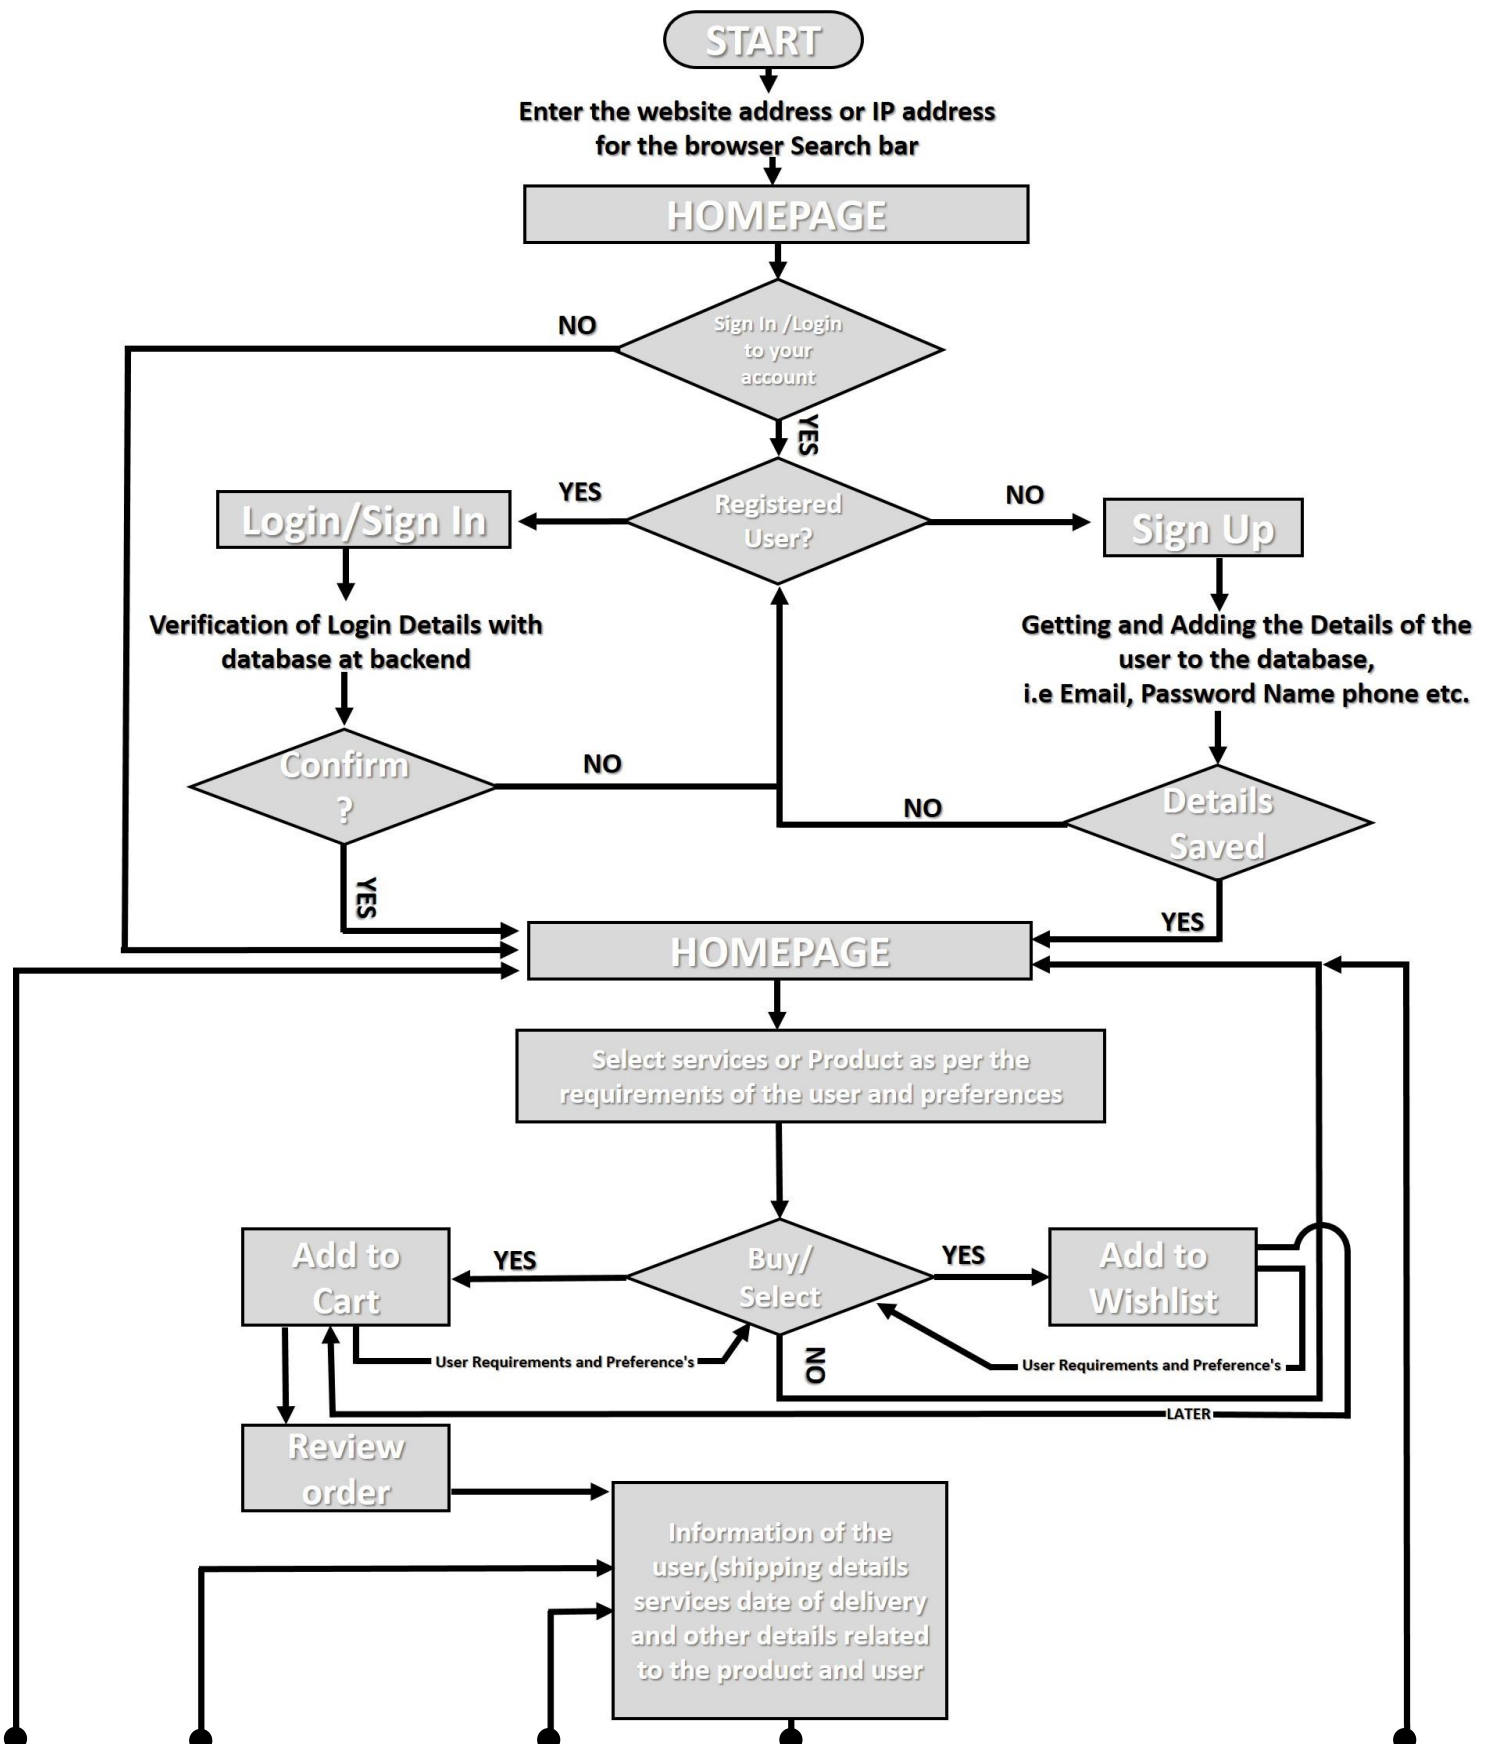 START
Enter the website address or IP address
for the browser Search bar
HOMEPAGE
NO
Sign In /Login
to your
account
YES
YES
Registered
User?
NO
Login/Sign In
Sign Up
Verification of Login Details with
database at backend
Getting and Adding the Details of the
user to the database,
i.e Email, Password Name phone etc.
Confirm
?
NO
NO
Details
Saved
YES
YES
HOMEPAGE
Select services or Product as per the
requirements of the user and preferences
Add to
Cart
YES
Buy/
Select
YES
Add to
Wishlist
User Requirements and Preference's
NO
User Requirements and Preference's
LATER
Review
order
Information of the
user,(shipping details
services date of delivery
and other details related
to the product and user